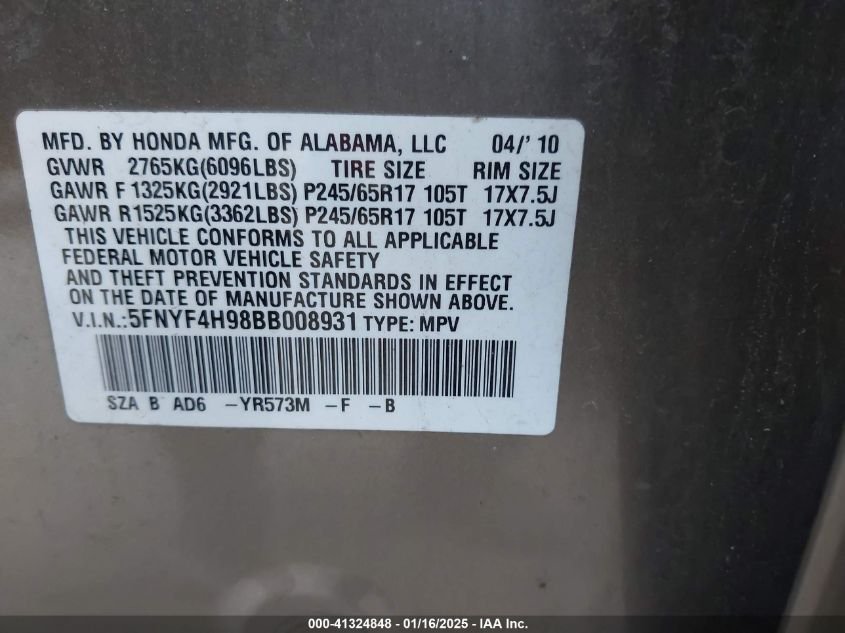 MFD. BY HONDA MFG. OF ALABAMA, LLC 04/'10
GVWR 2765KG(6096LBS) TIRE SIZE RIM SIZE
GAWR F 1325KG(2921LBS) P245/65R17 105T 17X7.5J
GAWR R1525KG(3362LBS) P245/65R17 105T 17X7.5J
THIS VEHICLE CONFORMS TO ALL APPLICABLE
FEDERAL MOTOR VEHICLE SAFETY
AND THEFT PREVENTION STANDARDS IN EFFECT
ON THE DATE OF MANUFACTURE SHOWN ABOVE.
V.I.N.:5FNYF4H98BB008931 TYPE: MPV
SZA B AD6 -YR573M -F -B
000-41324848 - 01/16/2025 - IAA Inc.